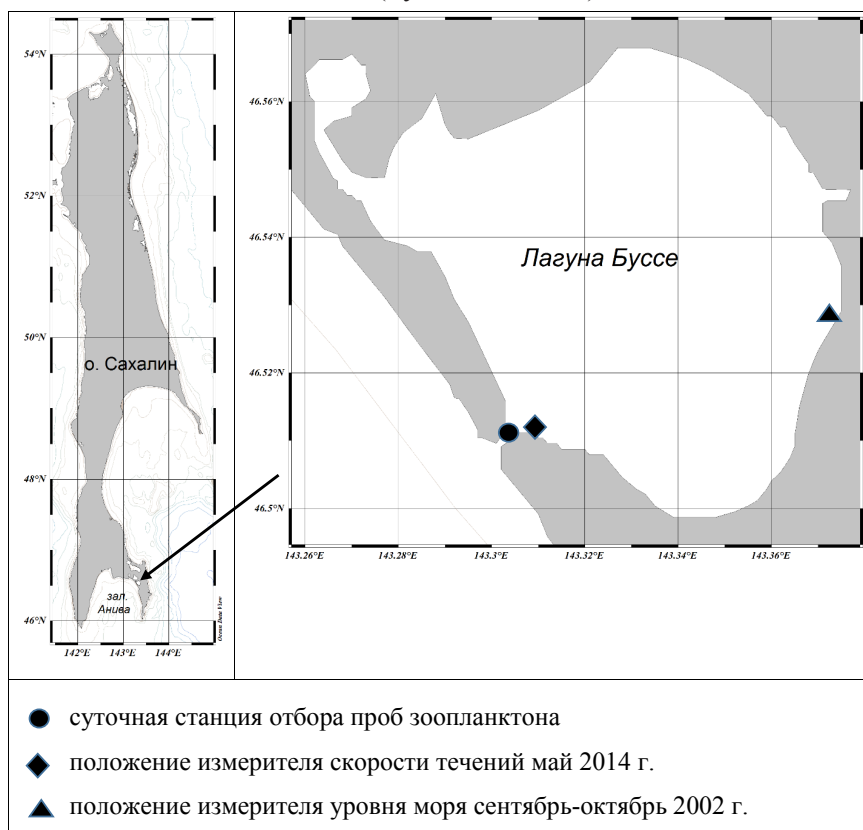 54°N
52°N
50°N
о. Сахалин
48°N
зал.
Анива
46°N
142°E 143°E 144°E
Ocean Data View
46.56°N
46.54°N
Лагуна Буссе
46.52°N
46.5°N
143.26°E 143.28°E 143.3°E 143.32°E 143.34°E 143.36°E
суточная станция отбора проб зоопланктона
положение измерителя скорости течений май 2014 г.
положение измерителя уровня моря сентябрь-октябрь 2002 г.